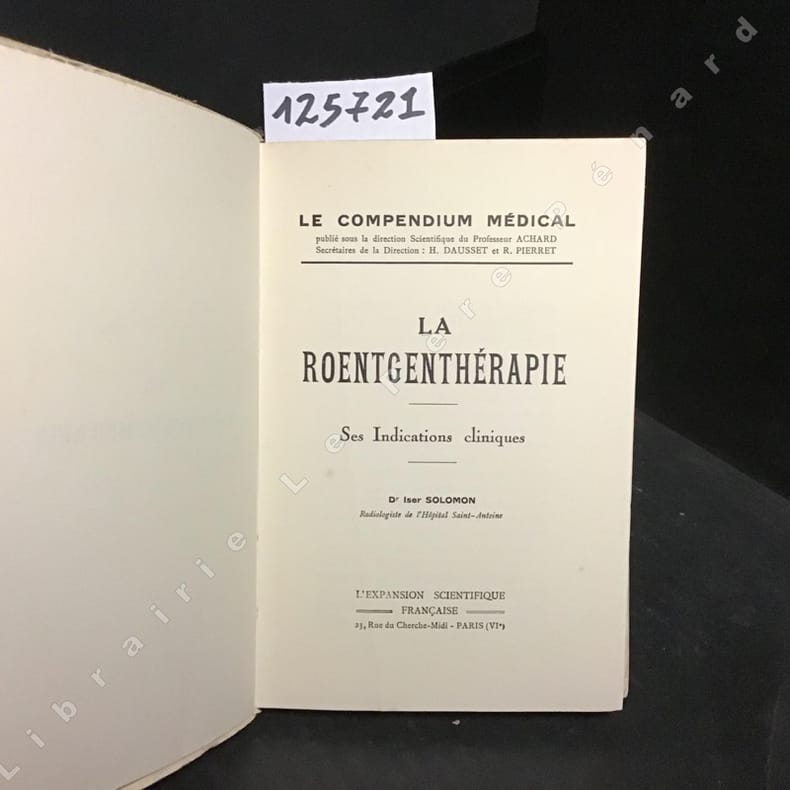 125721
LE COMPENDIUM MÉDICAL
publié sous la direction Scientifique du Professeur ACHARD
Secrétaires de la Direction : H. DAUSSET et R. PIERRET
LA
ROENTGENTHÉRAPIE
Ses Indications cliniques
Dr Iser SOLOMON
Radiologiste de l'Hôpital Saint-Antoine
L'EXPANSION SCIENTIFIQUE
FRANÇAISE
23, Rue du Cherche-Midi - PARIS (VIe)
Librairie Le Père Pénard